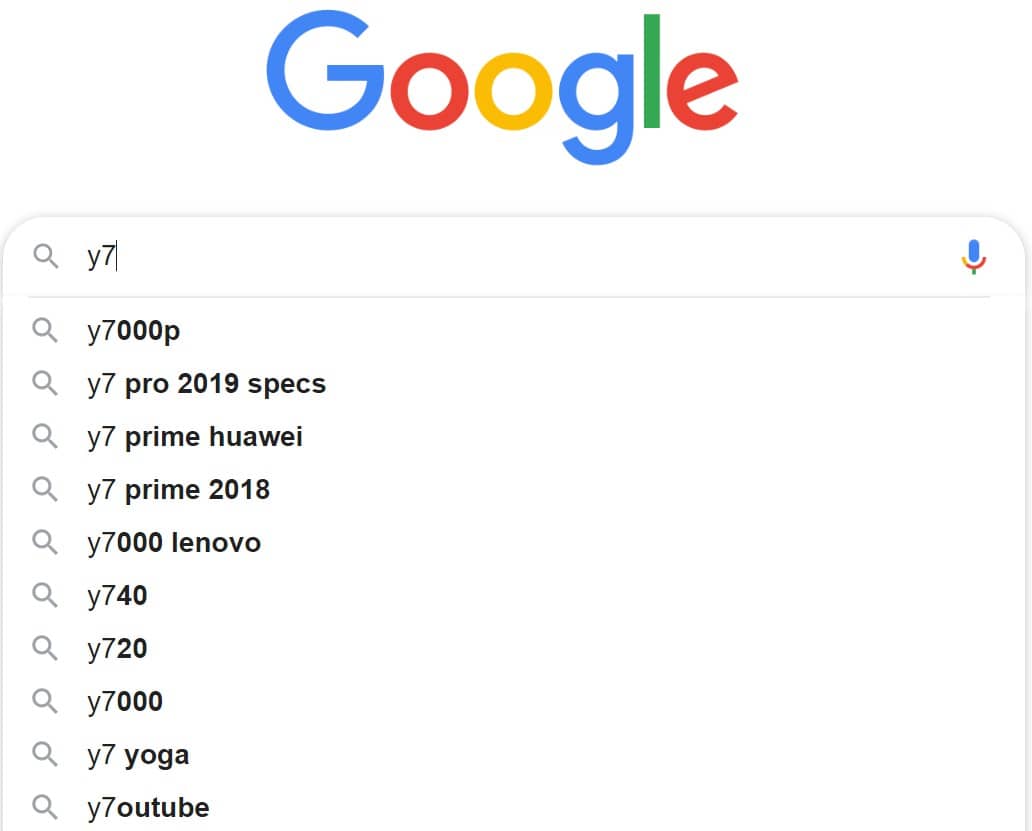 Google
y7
y7000p
y7 pro 2019 specs
y7 prime huawei
y7 prime 2018
y7000 lenovo
y740
y720
y7000
y7 yoga
y7outube